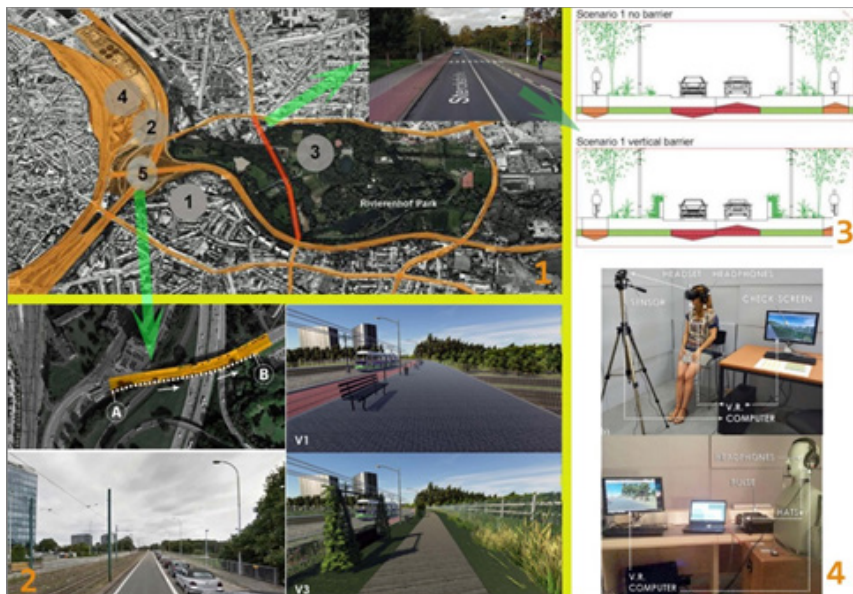 4
2
5
1
3
Rivierenhof Park
1
Scenario 1 no barrier
Scenario 1 vertical barrier
3
A
B
2
V1
V3
HEADSET
HEADPHONES
SENSOR
CHECK-SCREEN
V.R.
COMPUTER
HEADPHONES
PULSE
HATS
V.R.
COMPUTER
4